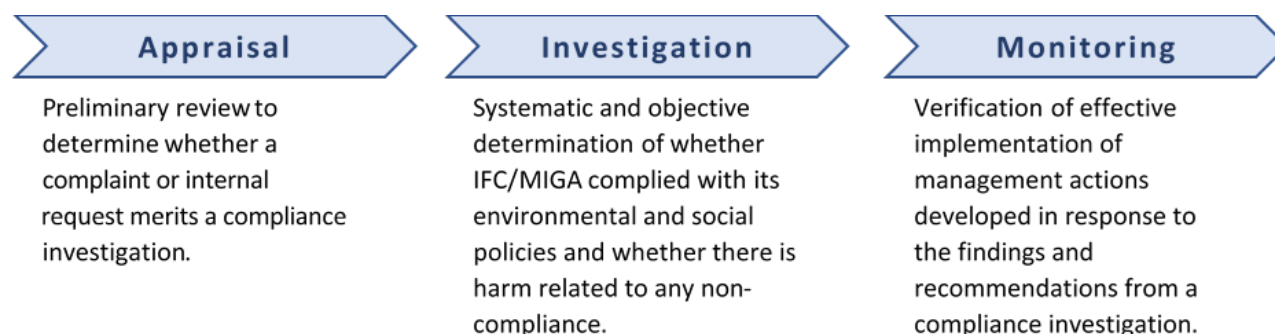 Appraisal
Preliminary review to
determine whether a
complaint or internal
request merits a compliance
investigation.
Investigation
Systematic and objective
determination of whether
IFC/MIGA complied with its
environmental and social
policies and whether there is
harm related to any non-
compliance.
Monitoring
Verification of effective
implementation of
management actions
developed in response to
the findings and
recommendations from a
compliance investigation.